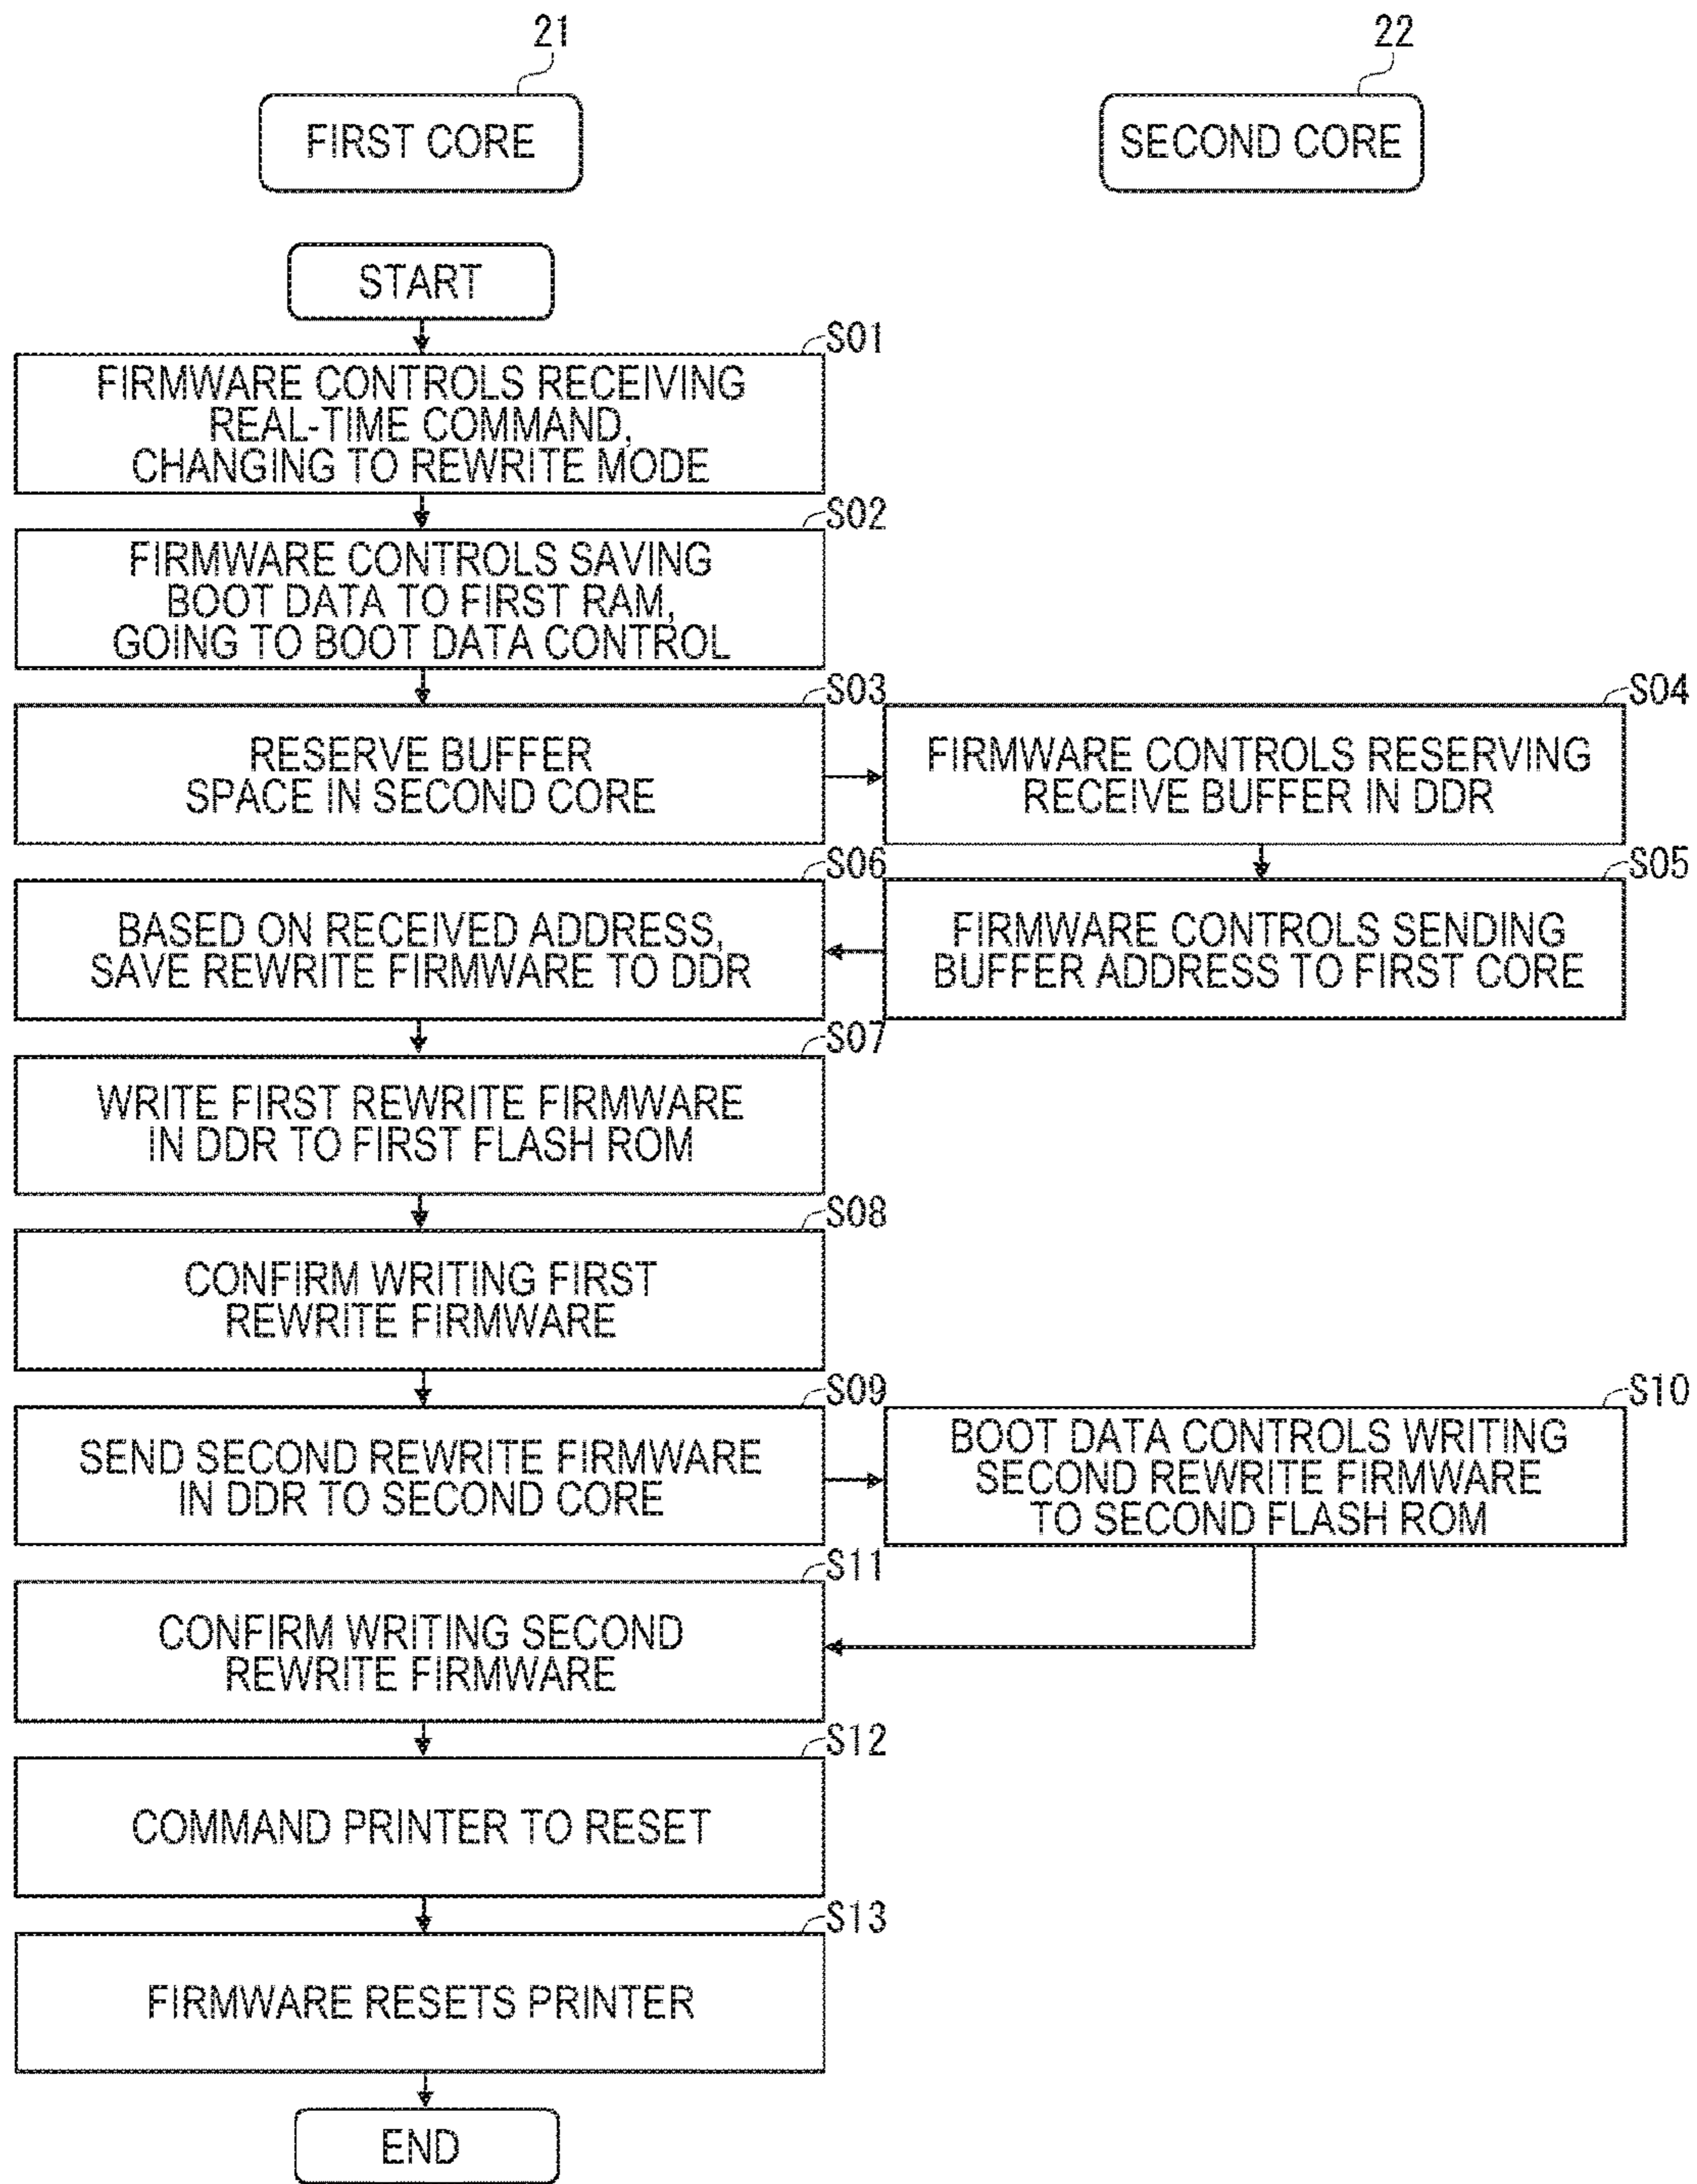 21
22
FIRST CORE
SECOND CORE
START
S01
FIRMWARE CONTROLS RECEIVING
REAL-TIME COMMAND,
CHANGING TO REWRITE MODE
S02
FIRMWARE CONTROLS SAVING
BOOT DATA TO FIRST RAM,
GOING TO BOOT DATA CONTROL
S03
RESERVE BUFFER
SPACE IN SECOND CORE
S04
FIRMWARE CONTROLS RESERVING
RECEIVE BUFFER IN DDR
S05
FIRMWARE CONTROLS SENDING
BUFFER ADDRESS TO FIRST CORE
S06
BASED ON RECEIVED ADDRESS,
SAVE REWRITE FIRMWARE TO DDR
S07
WRITE FIRST REWRITE FIRMWARE
IN DDR TO FIRST FLASH ROM
S08
CONFIRM WRITING FIRST
REWRITE FIRMWARE
S09
SEND SECOND REWRITE FIRMWARE
IN DDR TO SECOND CORE
S10
BOOT DATA CONTROLS WRITING
SECOND REWRITE FIRMWARE
TO SECOND FLASH ROM
S11
CONFIRM WRITING SECOND
REWRITE FIRMWARE
S12
COMMAND PRINTER TO RESET
S13
FIRMWARE RESETS PRINTER
END